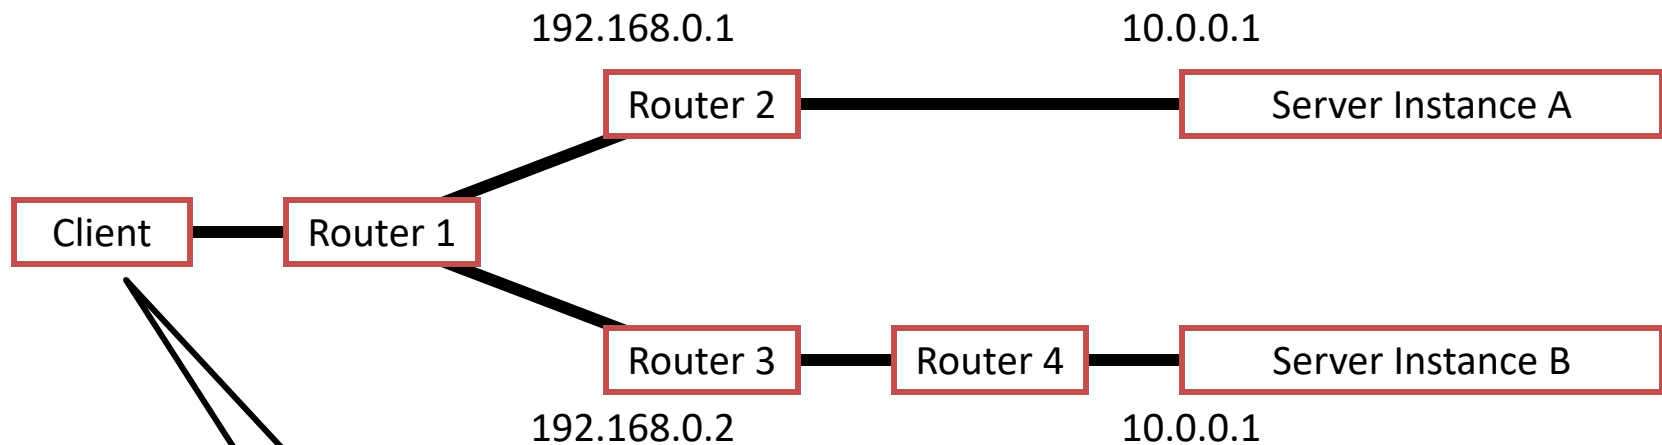 192.168.0.1
10.0.0.1
Router 2
Server Instance A
Client
Router 1
Router 3
Router 4
Server Instance B
192.168.0.2
10.0.0.1